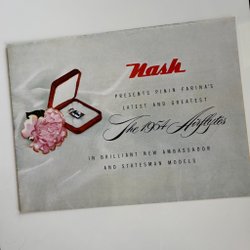 Nash
PRESENTS PININ FARINA'S
LATEST AND GREATEST
The 1954 Airflytes
IN BRILLIANT NEW AMBASSADOR
AND STATESMAN MODELS